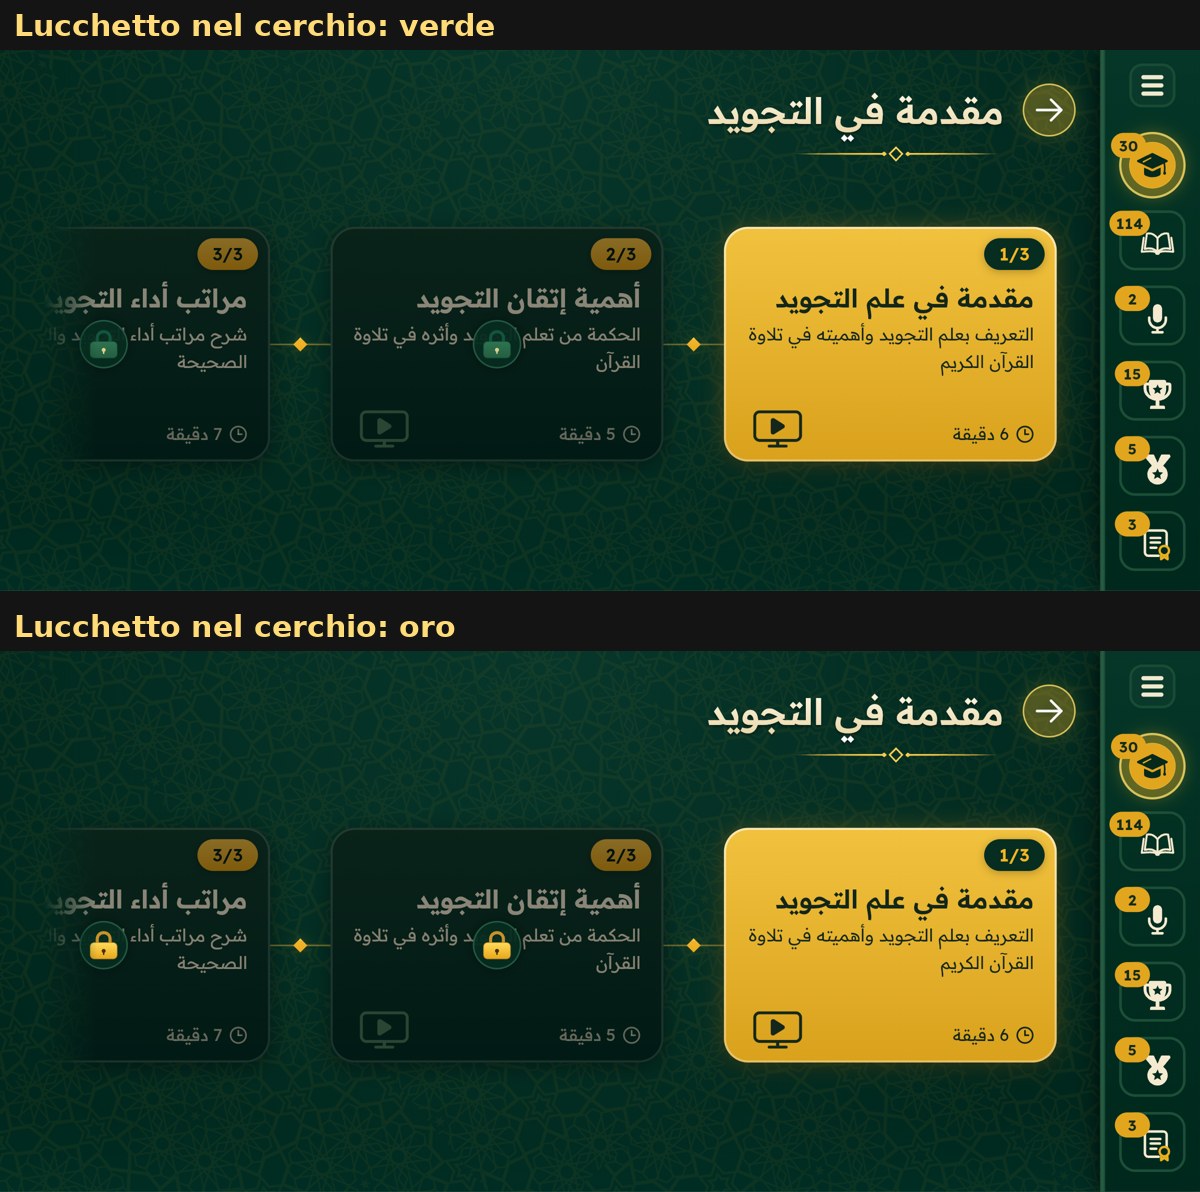 Lucchetto nel cerchio: verde
مقدمة في التجويد
30
114
2
15
5
3
1/3
مقدمة في علم التجويد
التعريف بعلم التجويد وأهميته في تلاوة
القرآن الكريم
6 دقيقة
2/3
أهمية إتقان التجويد
الحكمة من تعلم وأثره في تلاوة
القرآن
5 دقيقة
3/3
مراتب أداء التجويد
شرح مراتب أداء
الصحيحة
7 دقيقة
Lucchetto nel cerchio: oro
مقدمة في التجويد
30
114
2
15
5
3
1/3
مقدمة في علم التجويد
التعريف بعلم التجويد وأهميته في تلاوة
القرآن الكريم
6 دقيقة
2/3
أهمية إتقان التجويد
الحكمة من تعلم وأثره في تلاوة
القرآن
5 دقيقة
3/3
مراتب أداء التجويد
شرح مراتب أداء
الصحيحة
7 دقيقة